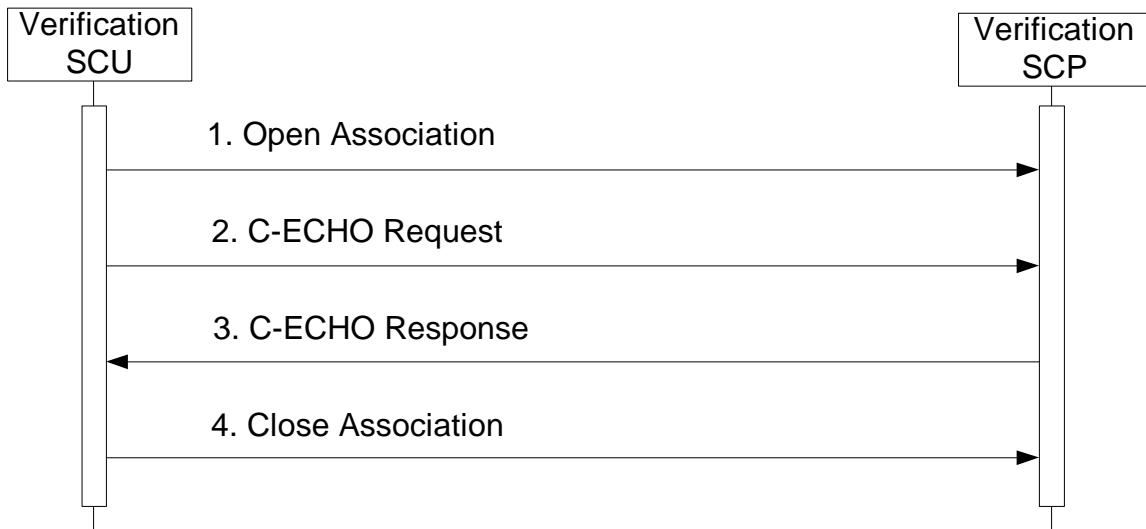 Verification
SCU
Verification
SCP
1. Open Association
2. C-ECHO Request
3. C-ECHO Response
4. Close Association